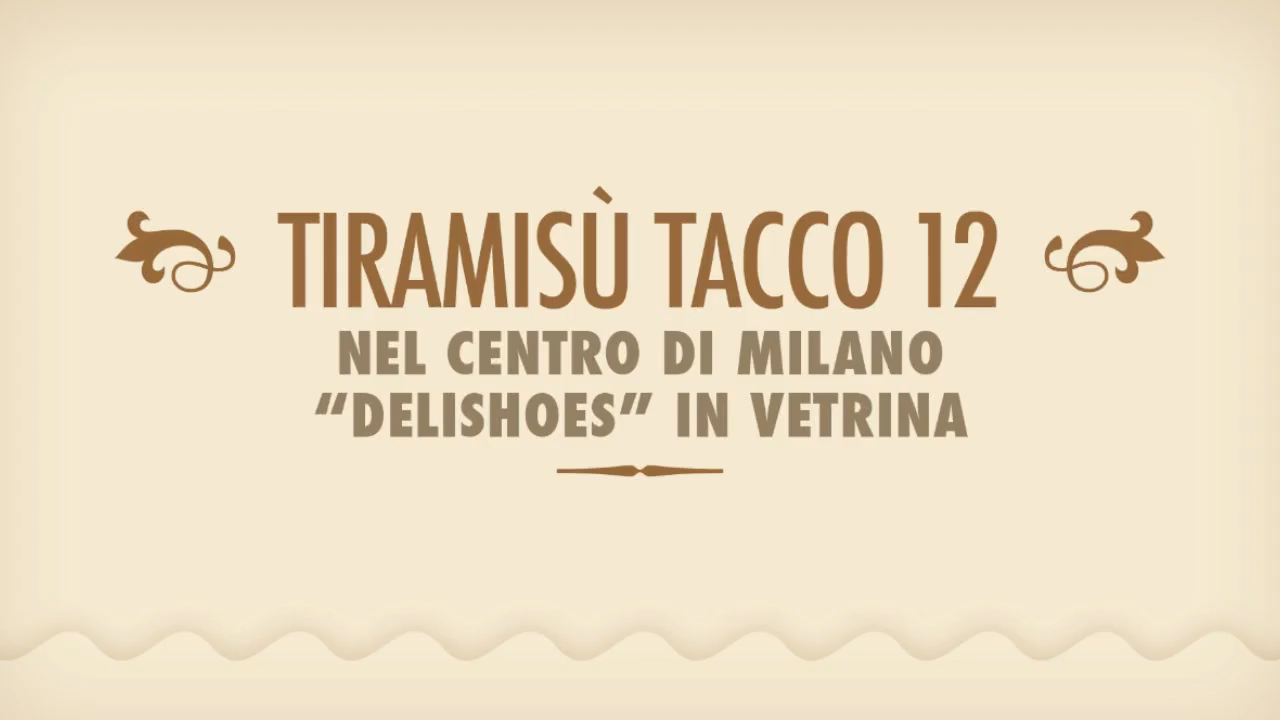 TIRAMISÙ TACCO 12
NEL CENTRO DI MILANO
“DELISHOES” IN VETRINA